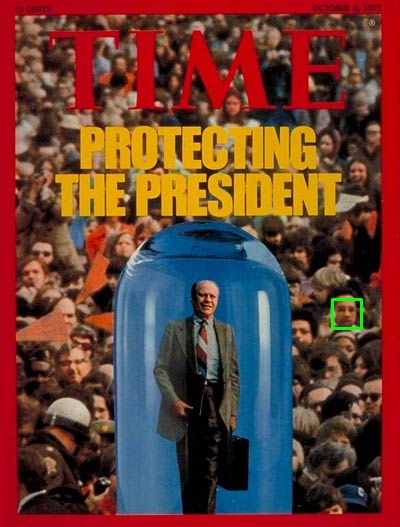 75 CENTS
OCTOBER 6, 1975
TIME
®
PROTECTING
THE PRESIDENT